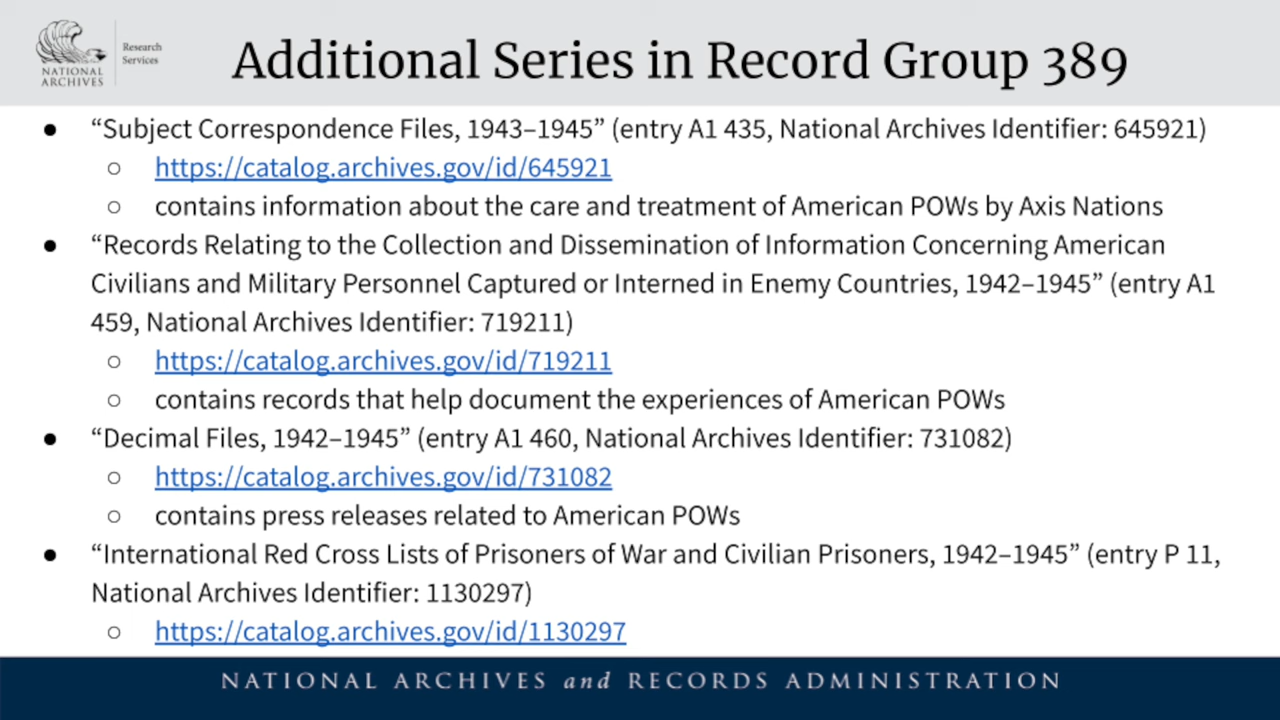 NATIONAL
ARCHIVES
Research
Services
Additional Series in Record Group 389
● “Subject Correspondence Files, 1943–1945” (entry A1 435, National Archives Identifier: 645921)
○ https://catalog.archives.gov/id/645921
○ contains information about the care and treatment of American POWs by Axis Nations
● “Records Relating to the Collection and Dissemination of Information Concerning American
Civilians and Military Personnel Captured or Interned in Enemy Countries, 1942–1945” (entry A1
459, National Archives Identifier: 719211)
○ https://catalog.archives.gov/id/719211
○ contains records that help document the experiences of American POWs
● “Decimal Files, 1942–1945” (entry A1 460, National Archives Identifier: 731082)
○ https://catalog.archives.gov/id/731082
○ contains press releases related to American POWs
● “International Red Cross Lists of Prisoners of War and Civilian Prisoners, 1942–1945” (entry P 11,
National Archives Identifier: 1130297)
○ https://catalog.archives.gov/id/1130297
NATIONAL ARCHIVES and RECORDS ADMINISTRATION